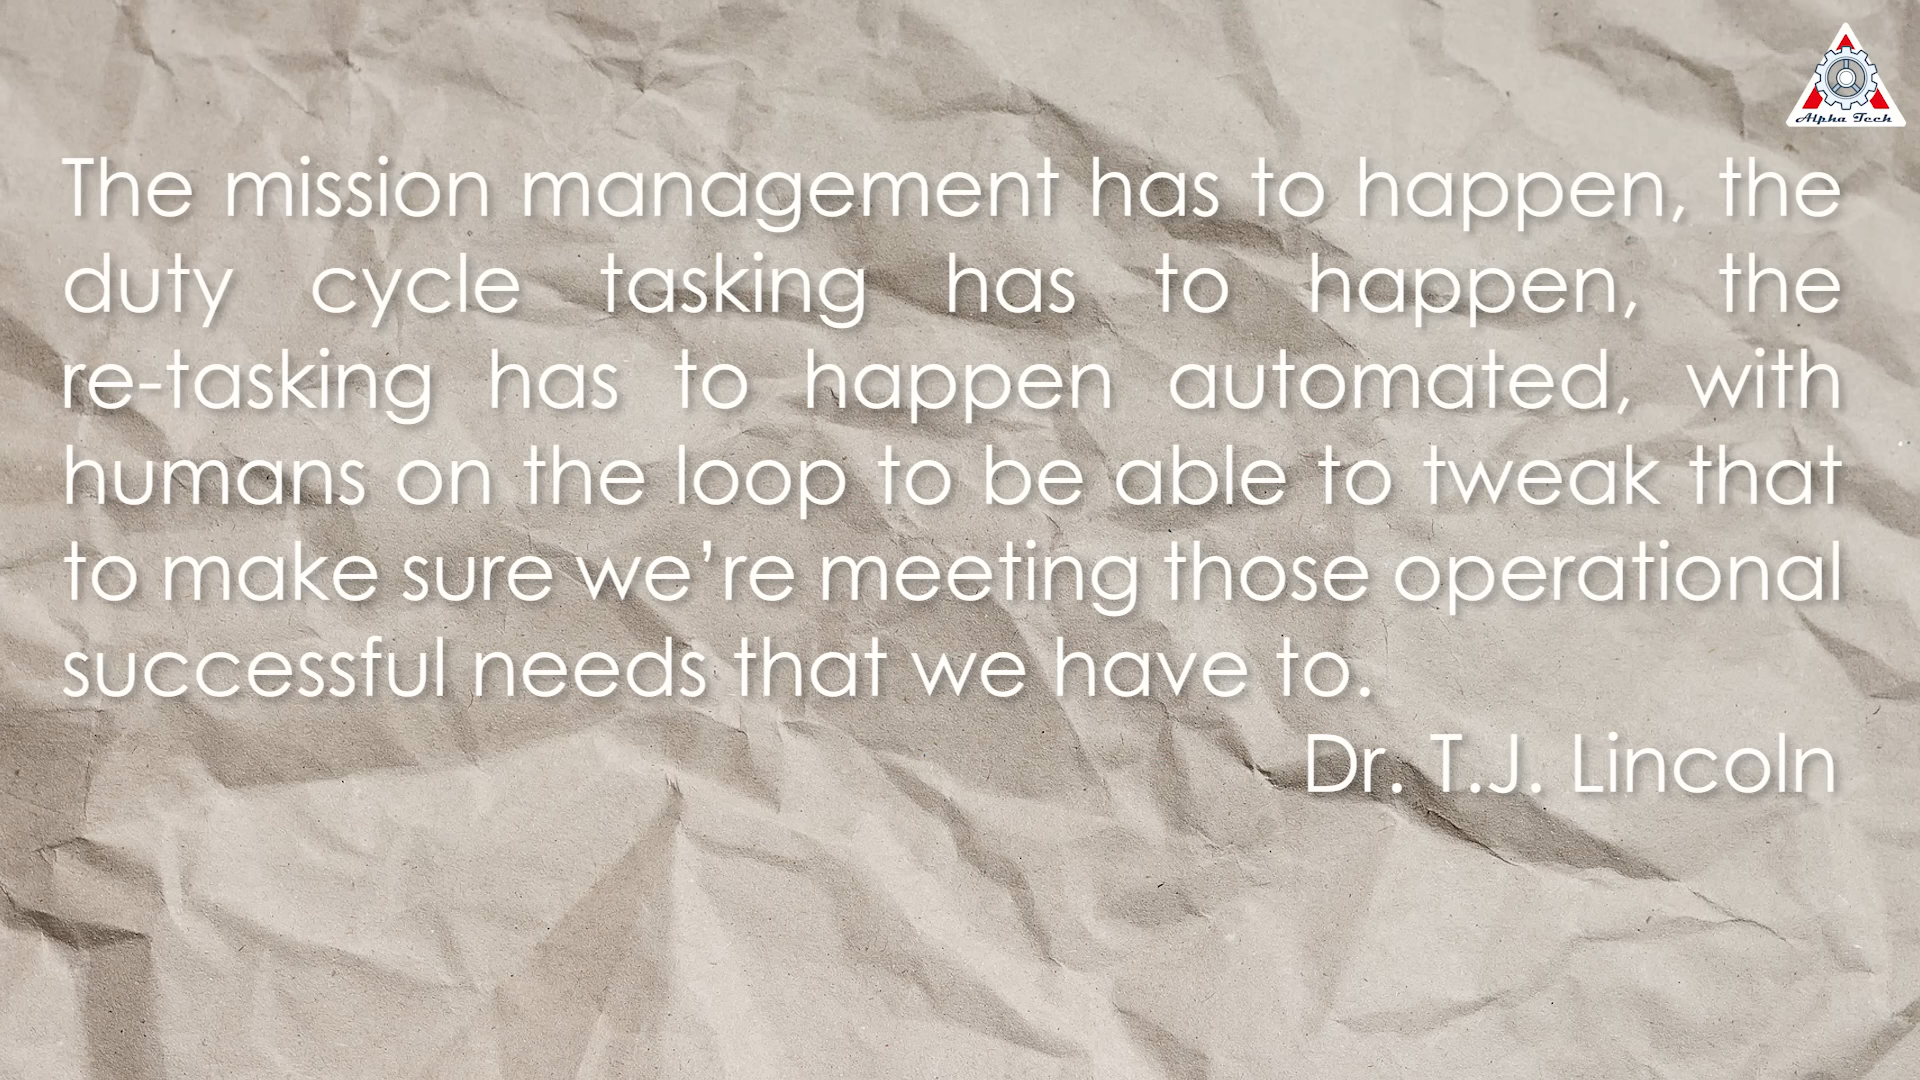 Alpha Tech
The mission management has to happen, the
duty cycle tasking has to happen, the
re-tasking has to happen automated, with
humans on the loop to be able to tweak that
to make sure we’re meeting those operational
successful needs that we have to.
Dr. T.J. Lincoln